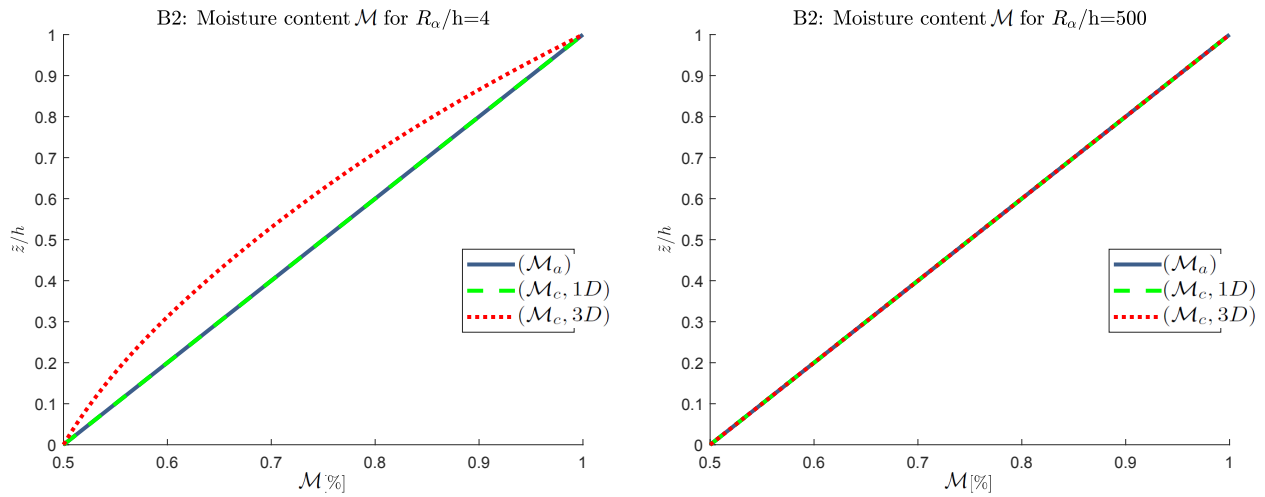 B2: Moisture content ℳ for R_α/h=4
1
0.9
0.8
0.7
0.6
0.5
0.4
0.3
0.2
0.1
0
z̃/h
(ℳ_a)
(ℳ_c, 1D)
(ℳ_c, 3D)
0.5 0.6 0.7 0.8 0.9 1
ℳ[%]
B2: Moisture content ℳ for R_α/h=500
1
0.9
0.8
0.7
0.6
0.5
0.4
0.3
0.2
0.1
0
z̃/h
(ℳ_a)
(ℳ_c, 1D)
(ℳ_c, 3D)
0.5 0.6 0.7 0.8 0.9 1
ℳ[%]